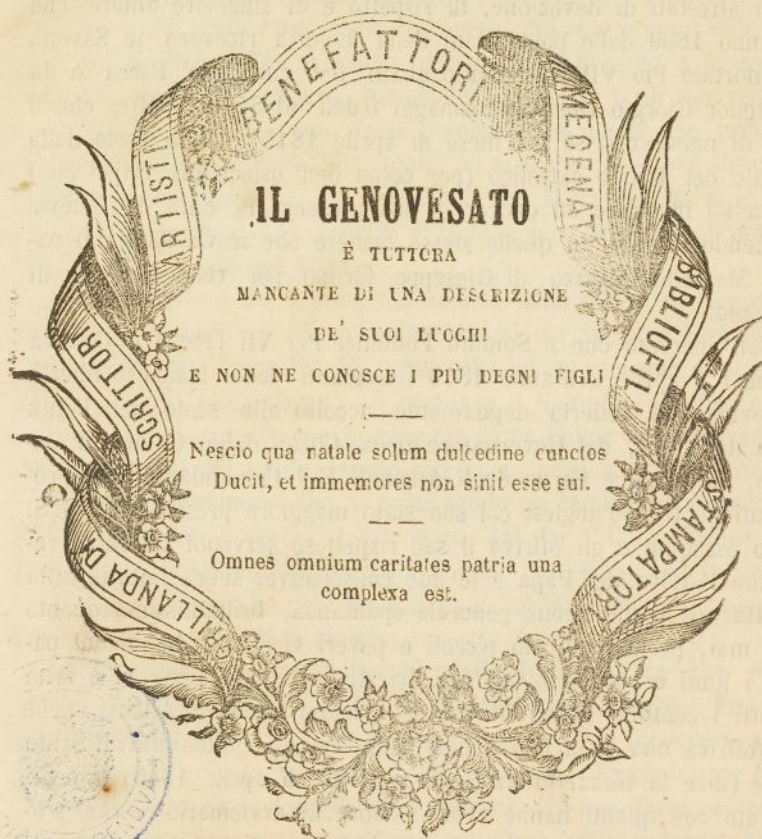 GRILLANDA DI
SCRITTORI
ARTISTI
BENEFATTORI
MECENATI
BIBLIOFILI
STAMPATORI
IL GENOVESATO
È TUTTORA
MANCANTE DI UNA DESCRIZIONE
DE' SUOI LUOGHI
E NON NE CONOSCE I PIÙ DEGNI FIGLI
Nescio qua natale solum dulcedine cunctos
Ducit, et immemores non sinit esse sui.
Omnes omnium caritates patria una
complexa est.